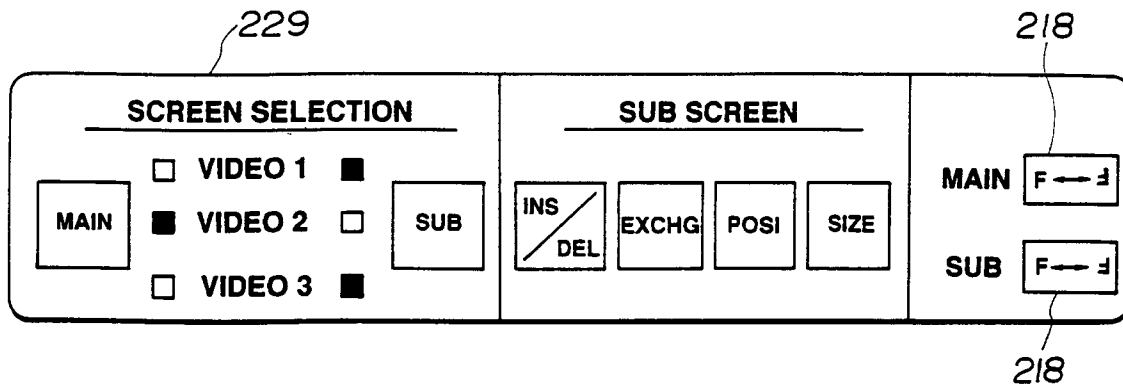 229
218
SCREEN SELECTION
SUB SCREEN
VIDEO 1
MAIN
VIDEO 2
SUB
VIDEO 3
INS
DEL
EXCHG
POSI
SIZE
MAIN
F ↔ Ⅎ
SUB
F ↔ Ⅎ
218